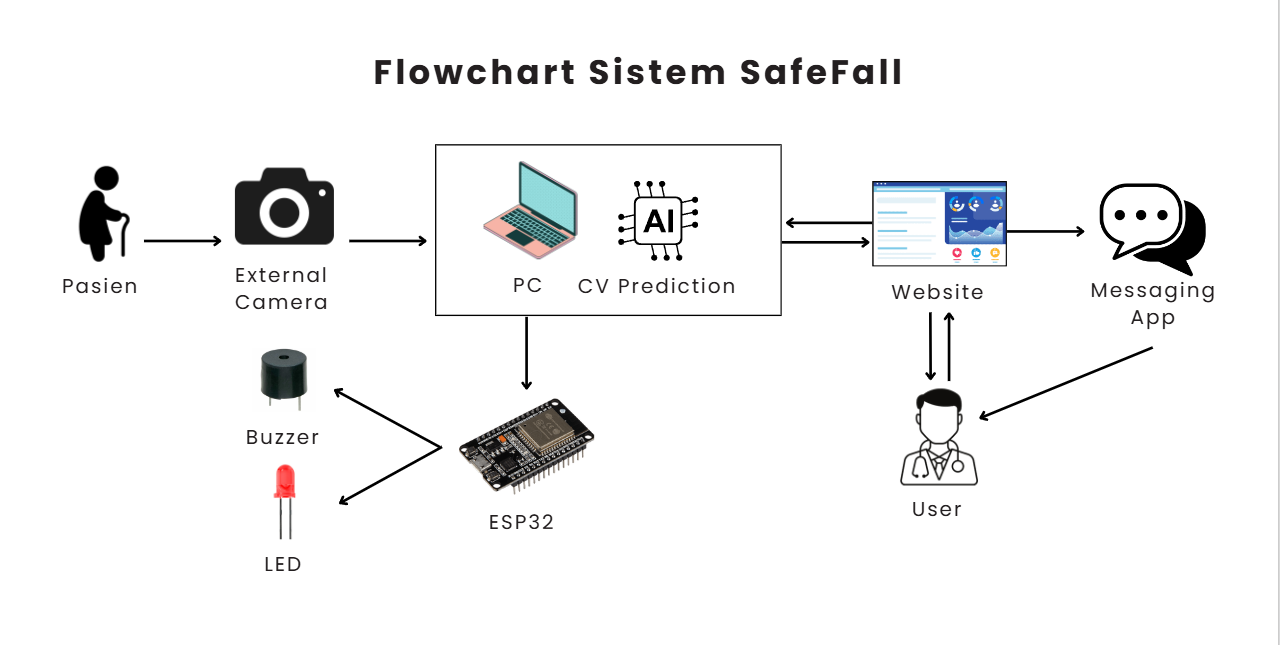 Flowchart Sistem SafeFall
AI
Pasien
External
Camera
PC
CV Prediction
Website
Messaging
App
Buzzer
LED
ESP32
User